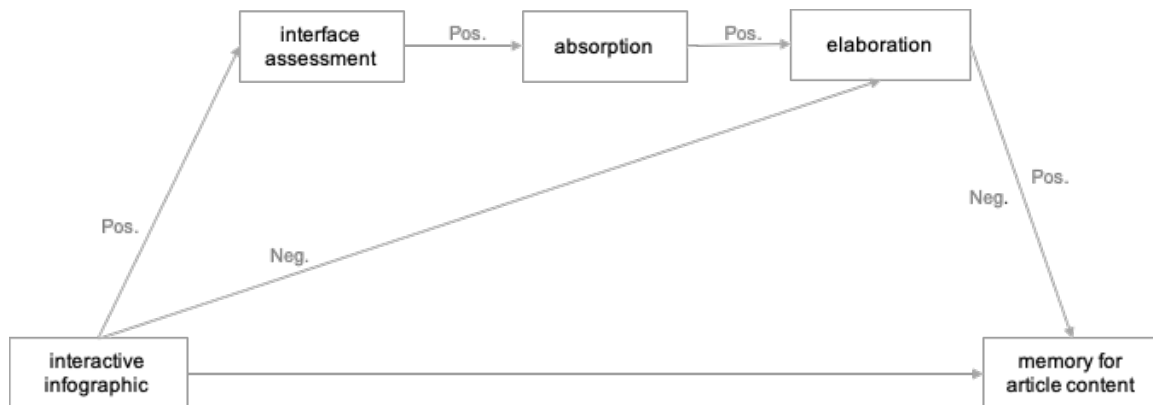 interface
assessment
Pos.
absorption
Pos.
elaboration
Pos.
Neg.
Pos.
Neg.
interactive
infographic
memory for
article content